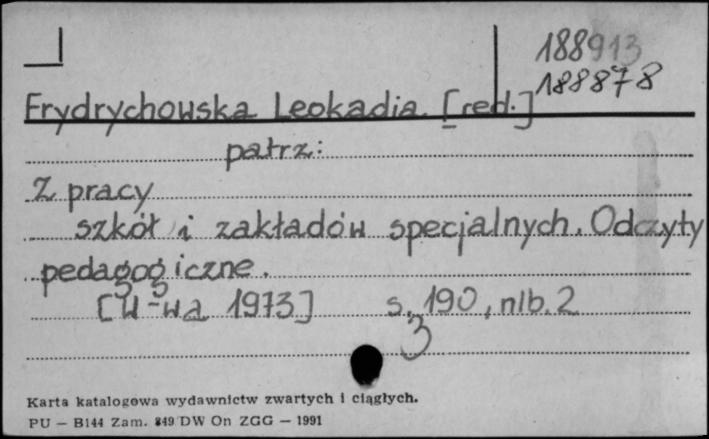 188913
188878
Frydrychowska Leokadia. [red.]
patrz:
Z pracy
szkół i zakładów specjalnych. Odczyty
pedagogiczne.
[W-wa 1973] s. 190, nlb. 2
3
Karta katalogowa wydawnictw zwartych i ciągłych.
PU — B144 Zam. 849 DW On ZGG — 1991